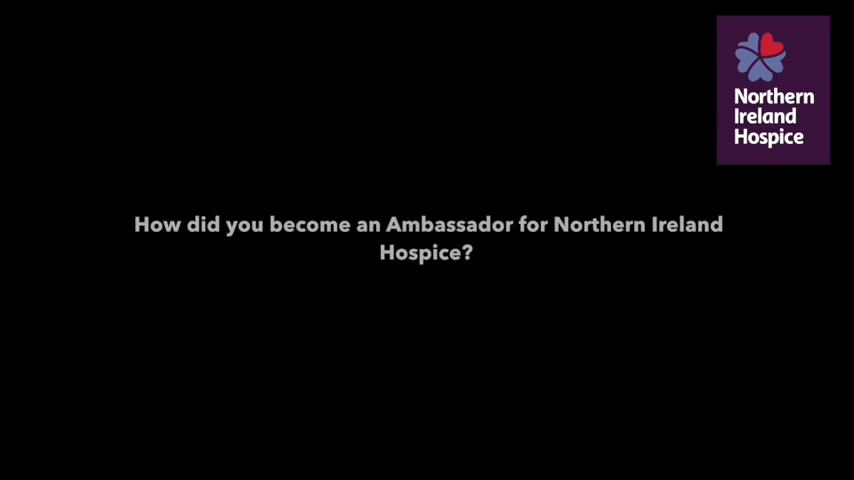 Northern
Ireland
Hospice
How did you become an Ambassador for Northern Ireland
Hospice?